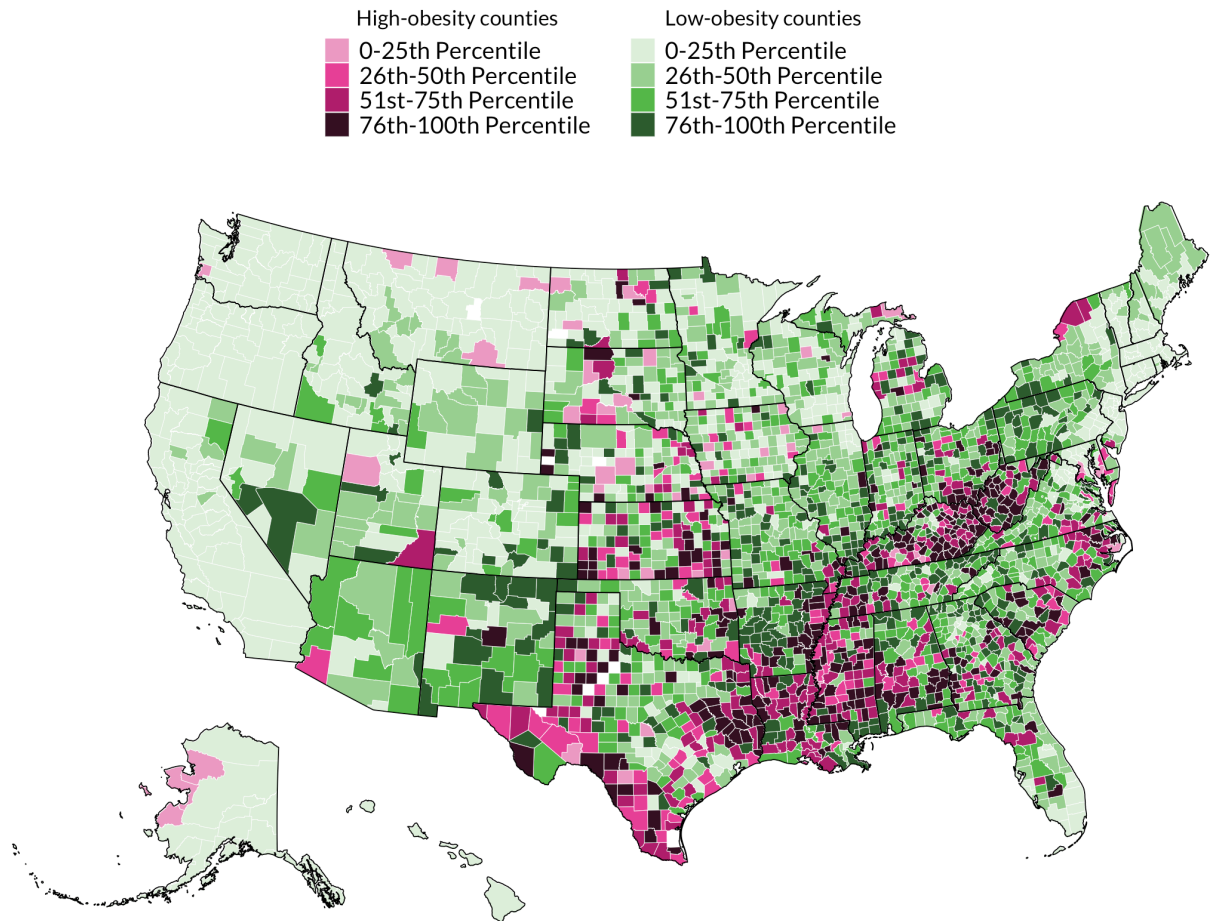 High-obesity counties
0-25th Percentile
26th-50th Percentile
51st-75th Percentile
76th-100th Percentile
Low-obesity counties
0-25th Percentile
26th-50th Percentile
51st-75th Percentile
76th-100th Percentile